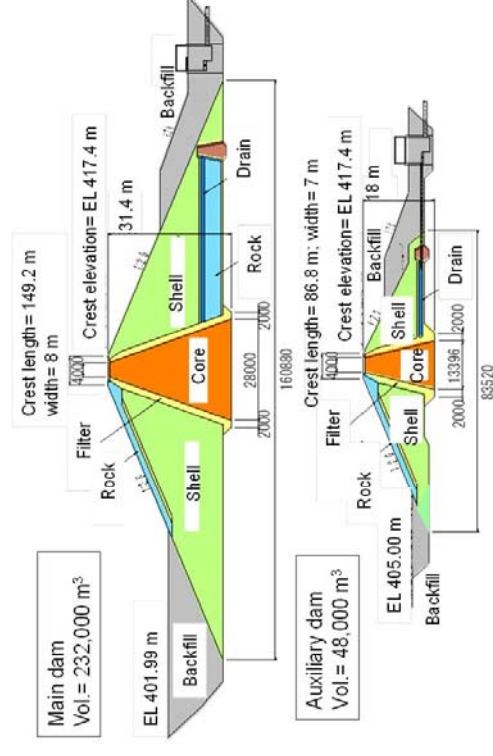 Main dam
Vol.= 232,000 m³
Crest length= 149.2 m
width= 8 m
4000
Crest elevation= EL 417.4 m
31.4 m
Backfill
EL 401.99 m
Backfill
Rock
Filter
Shell
Core
Shell
Rock
Drain
2000
28000
2000
160880
Auxiliary dam
Vol.= 48,000 m³
Crest length= 86.8 m; width= 7 m
4000
Crest elevation= EL 417.4 m
18 m
Backfill
EL 405.00 m
Backfill
Rock
Shell
Core
Shell
Drain
2000
13396
2000
83520